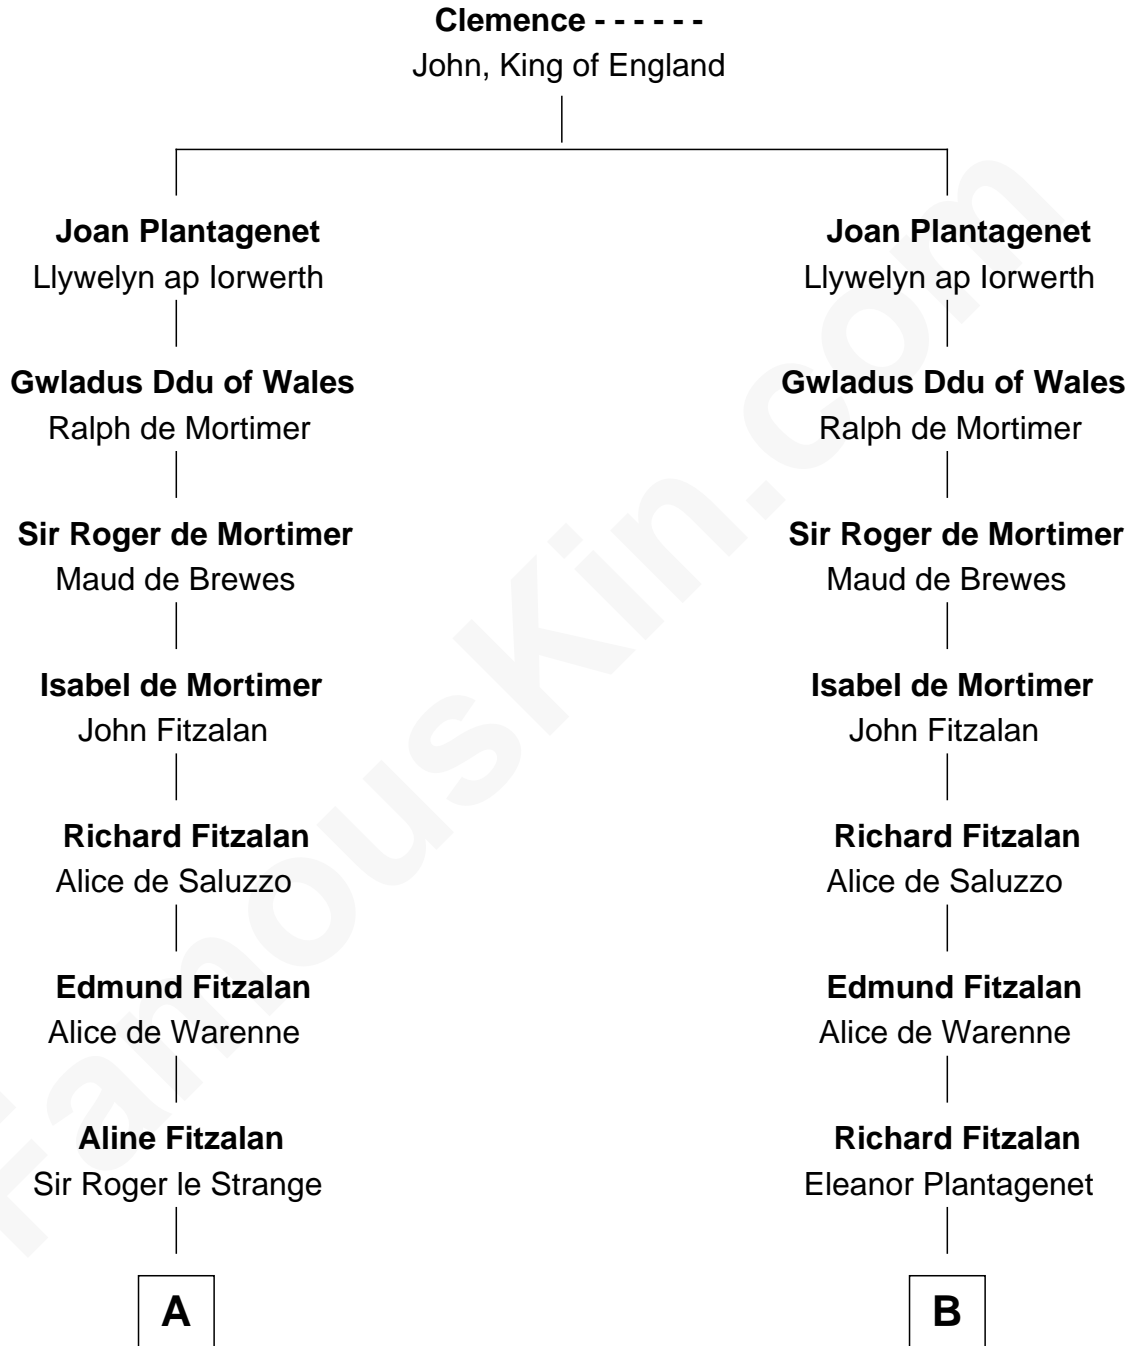 Clemence - - - - - -
John, King of England
Joan Plantagenet
Llywelyn ap Iorwerth
Gwladus Ddu of Wales
Ralph de Mortimer
Sir Roger de Mortimer
Maud de Brewes
Isabel de Mortimer
John Fitzalan
Richard Fitzalan
Alice de Saluzzo
Edmund Fitzalan
Alice de Warenne
Aline Fitzalan
Sir Roger le Strange
A
Joan Plantagenet
Llywelyn ap Iorwerth
Gwladus Ddu of Wales
Ralph de Mortimer
Sir Roger de Mortimer
Maud de Brewes
Isabel de Mortimer
John Fitzalan
Richard Fitzalan
Alice de Saluzzo
Edmund Fitzalan
Alice de Warenne
Richard Fitzalan
Eleanor Plantagenet
B
FamousKin.com